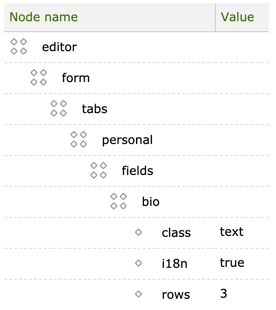 Node name Value
editor
form
tabs
personal
fields
bio
class text
i18n true
rows 3